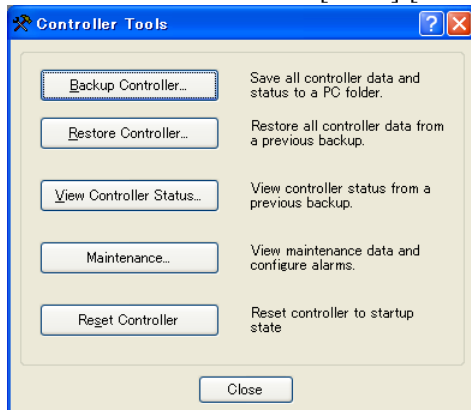 Controller Tools
Backup Controller...
Save all controller data and
status to a PC folder.
Restore Controller...
Restore all controller data from
a previous backup.
View Controller Status...
View controller status from a
previous backup.
Maintenance...
View maintenance data and
configure alarms.
Reset Controller
Reset controller to startup
state
Close